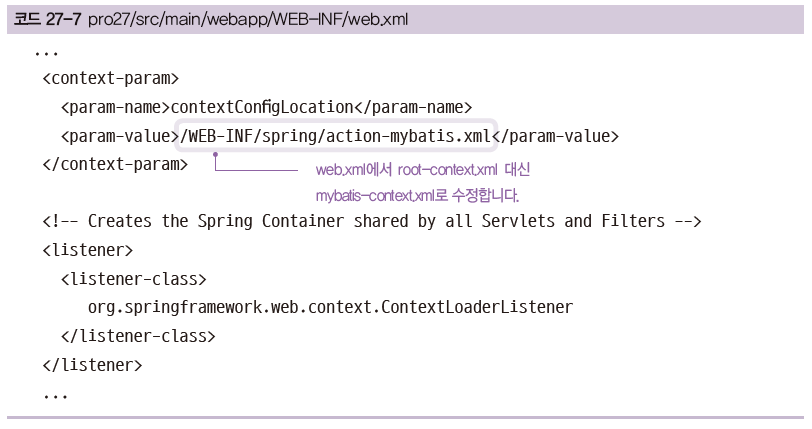 코드 27-7 pro27/src/main/webapp/WEB-INF/web.xml
...
<context-param>
<param-name>contextConfigLocation</param-name>
<param-value>/WEB-INF/spring/action-mybatis.xml</param-value>
</context-param>
web.xml에서 root-context.xml 대신
mybatis-context.xml로 수정합니다.
<!-- Creates the Spring Container shared by all Servlets and Filters -->
<listener>
<listener-class>
org.springframework.web.context.ContextLoaderListener
</listener-class>
</listener>
...